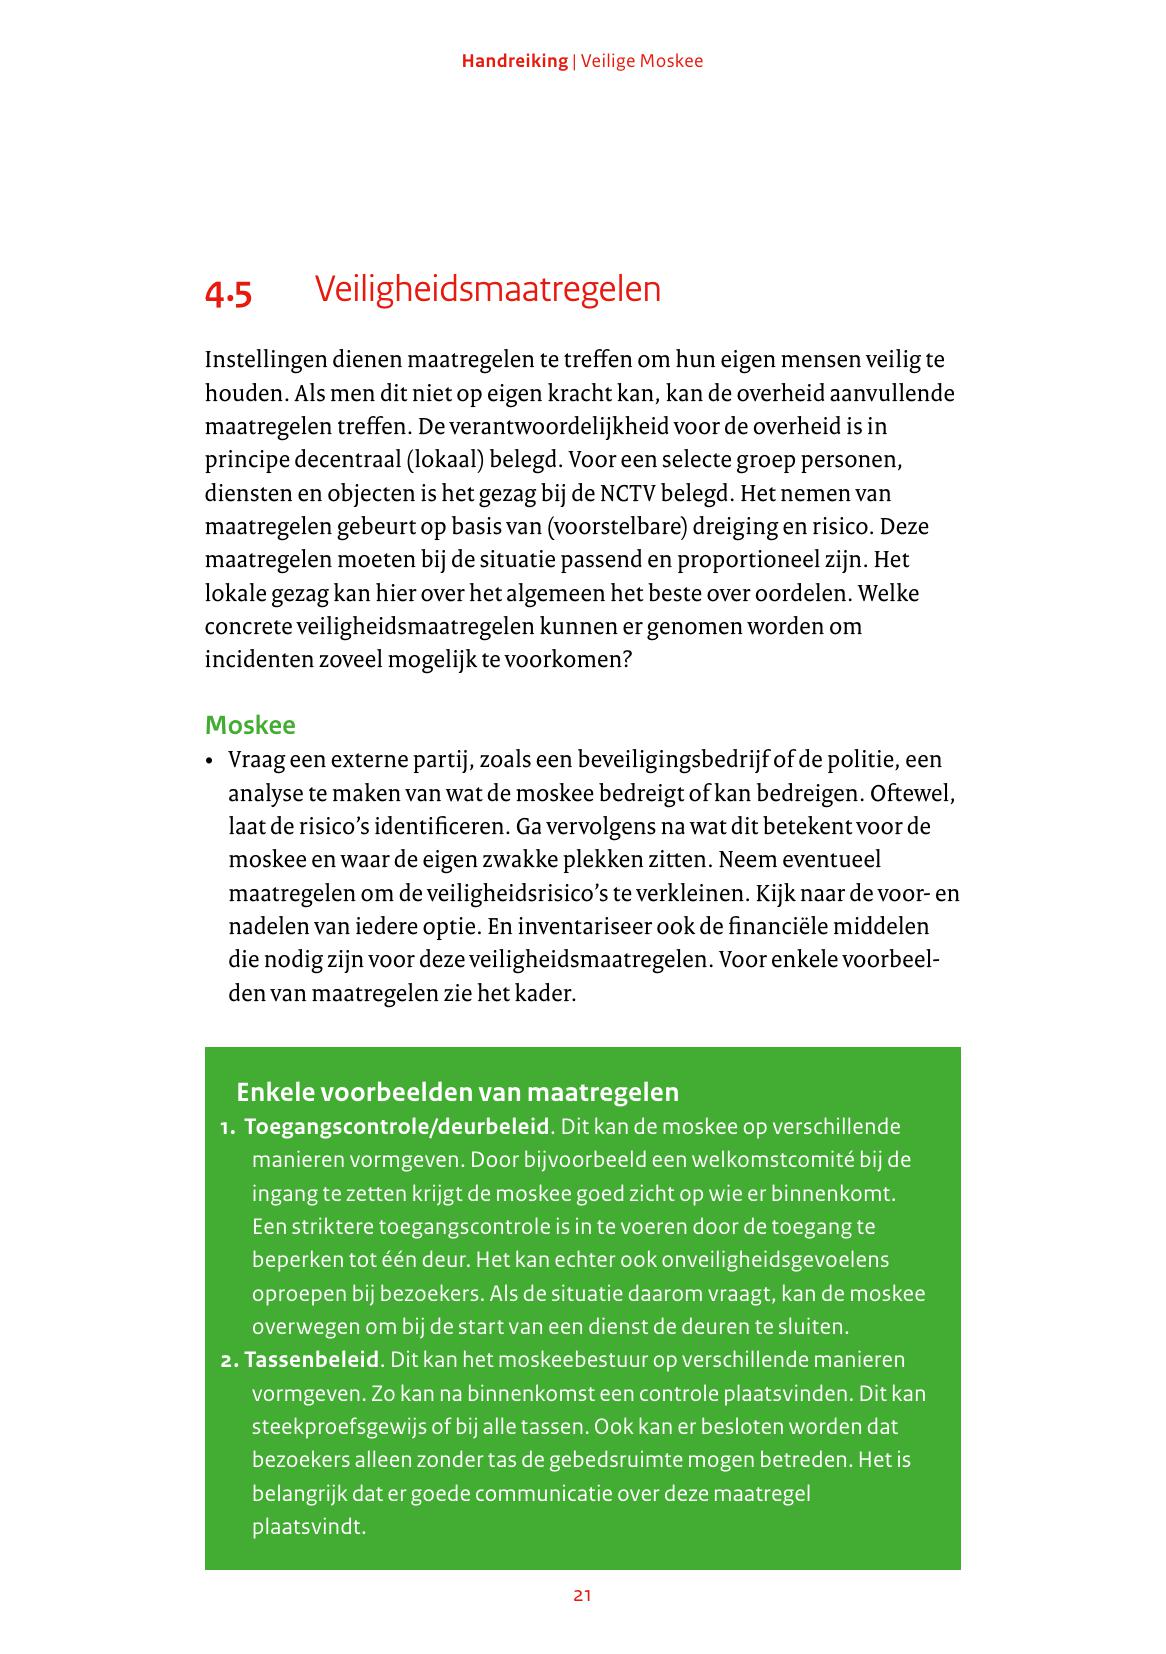 Handreiking | Veilige Moskee
4.5 Veiligheidsmaatregelen
Instellingen dienen maatregelen te treffen om hun eigen mensen veilig te
houden. Als men dit niet op eigen kracht kan, kan de overheid aanvullende
maatregelen treffen. De verantwoordelijkheid voor de overheid is in
principe decentraal (lokaal) belegd. Voor een selecte groep personen,
diensten en objecten is het gezag bij de NCTV belegd. Het nemen van
maatregelen gebeurt op basis van (voorstelbare) dreiging en risico. Deze
maatregelen moeten bij de situatie passend en proportioneel zijn. Het
lokale gezag kan hier over het algemeen het beste over oordelen. Welke
concrete veiligheidsmaatregelen kunnen er genomen worden om
incidenten zoveel mogelijk te voorkomen?
Moskee
• Vraag een externe partij, zoals een beveiligingsbedrijf of de politie, een
analyse te maken van wat de moskee bedreigt of kan bedreigen. Oftewel,
laat de risico’s identificeren. Ga vervolgens na wat dit betekent voor de
moskee en waar de eigen zwakke plekken zitten. Neem eventueel
maatregelen om de veiligheidsrisico’s te verkleinen. Kijk naar de voor- en
nadelen van iedere optie. En inventariseer ook de financiële middelen
die nodig zijn voor deze veiligheidsmaatregelen. Voor enkele voorbeel-
den van maatregelen zie het kader.
Enkele voorbeelden van maatregelen
1. Toegangscontrole/deurbeleid. Dit kan de moskee op verschillende
manieren vormgeven. Door bijvoorbeeld een welkomstcomité bij de
ingang te zetten krijgt de moskee goed zicht op wie er binnenkomt.
Een striktere toegangscontrole is in te voeren door de toegang te
beperken tot één deur. Het kan echter ook onveiligheidsgevoelens
oproepen bij bezoekers. Als de situatie daarom vraagt, kan de moskee
overwegen om bij de start van een dienst de deuren te sluiten.
2. Tassenbeleid. Dit kan het moskeebestuur op verschillende manieren
vormgeven. Zo kan na binnenkomst een controle plaatsvinden. Dit kan
steekproefsgewijs of bij alle tassen. Ook kan er besloten worden dat
bezoekers alleen zonder tas de gebedsruimte mogen betreden. Het is
belangrijk dat er goede communicatie over deze maatregel
plaatsvindt.
21